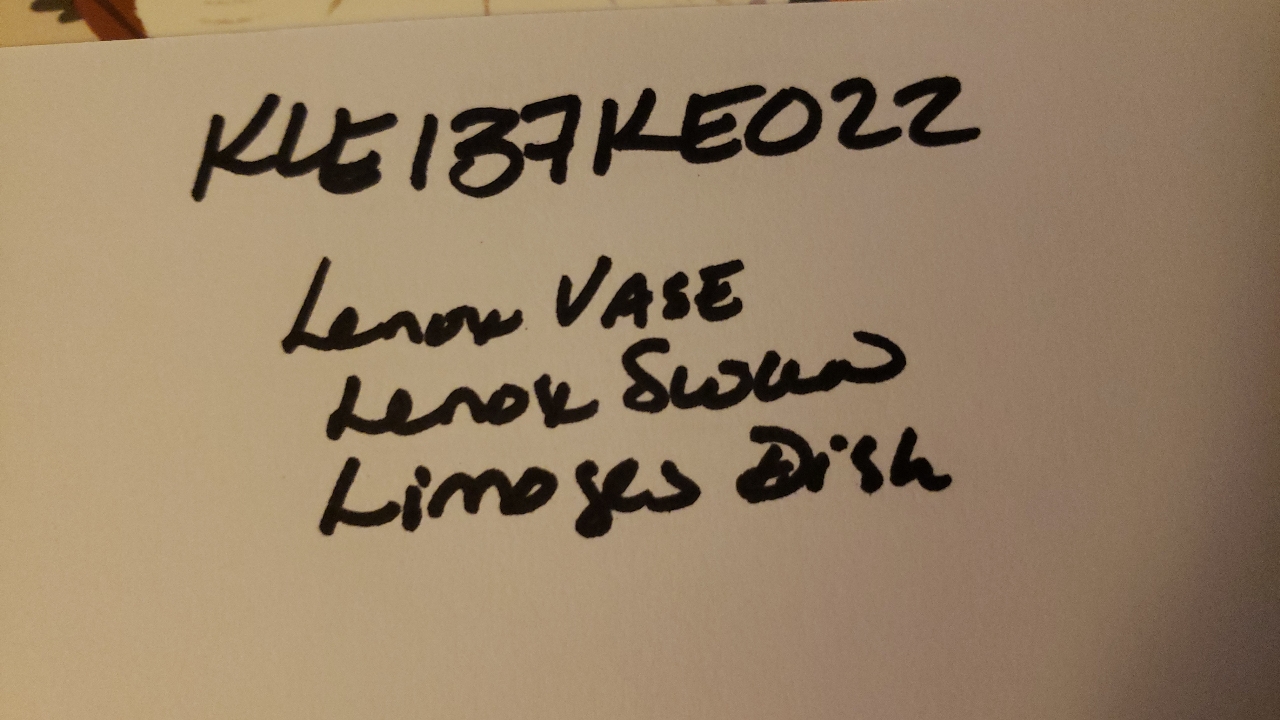 KLE137KE022
Lenox VASE
Lenox Swan
Limoges Dish